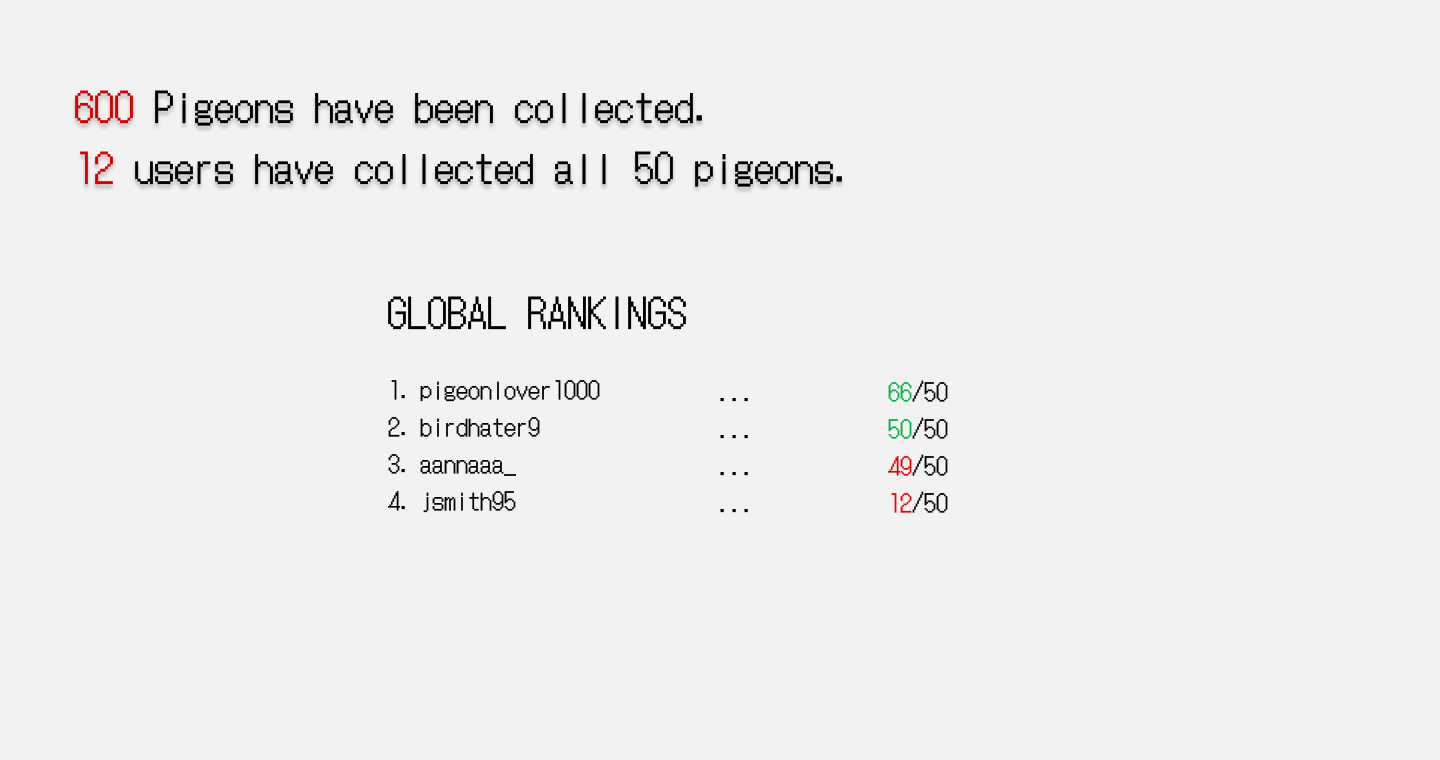 600 Pigeons have been collected.
12 users have collected all 50 pigeons.
GLOBAL RANKINGS
1. pigeonlover1000 ... 66/50
2. birdhater9 ... 50/50
3. aannaaa_ ... 49/50
4. jsmith95 ... 12/50